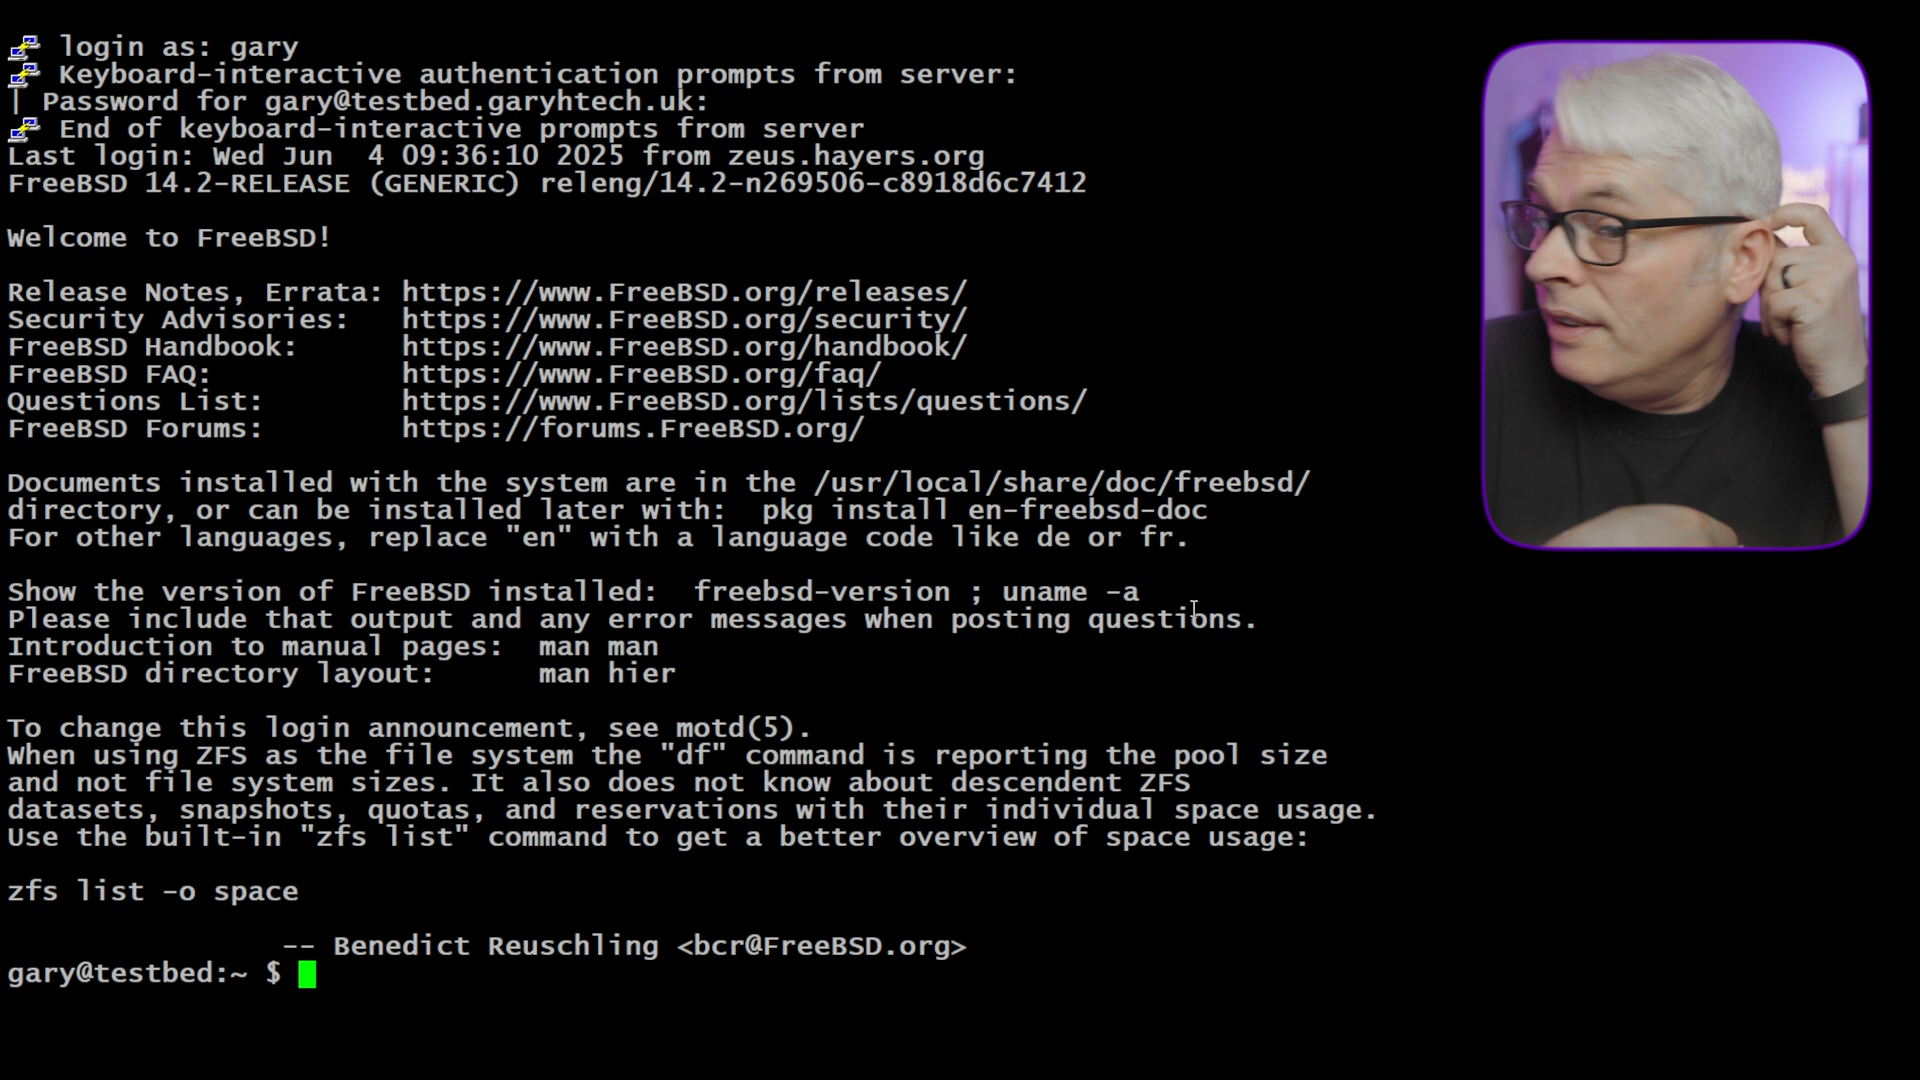 login as: gary
Keyboard-interactive authentication prompts from server:
| Password for gary@testbed.garyhtech.uk:
End of keyboard-interactive prompts from server
Last login: Wed Jun  4 09:36:10 2025 from zeus.hayers.org
FreeBSD 14.2-RELEASE (GENERIC) releng/14.2-n269506-c8918d6c7412
Welcome to FreeBSD!
Release Notes, Errata: https://www.FreeBSD.org/releases/
Security Advisories:   https://www.FreeBSD.org/security/
FreeBSD Handbook:      https://www.FreeBSD.org/handbook/
FreeBSD FAQ:           https://www.FreeBSD.org/faq/
Questions List:        https://www.FreeBSD.org/lists/questions/
FreeBSD Forums:        https://forums.FreeBSD.org/
Documents installed with the system are in the /usr/local/share/doc/freebsd/
directory, or can be installed later with:  pkg install en-freebsd-doc
For other languages, replace "en" with a language code like de or fr.
Show the version of FreeBSD installed:  freebsd-version ; uname -a
Please include that output and any error messages when posting questions.
Introduction to manual pages:  man man
FreeBSD directory layout:      man hier
To change this login announcement, see motd(5).
When using ZFS as the file system the "df" command is reporting the pool size
and not file system sizes. It also does not know about descendent ZFS
datasets, snapshots, quotas, and reservations with their individual space usage.
Use the built-in "zfs list" command to get a better overview of space usage:
zfs list -o space
-- Benedict Reuschling <bcr@FreeBSD.org>
gary@testbed:~ $